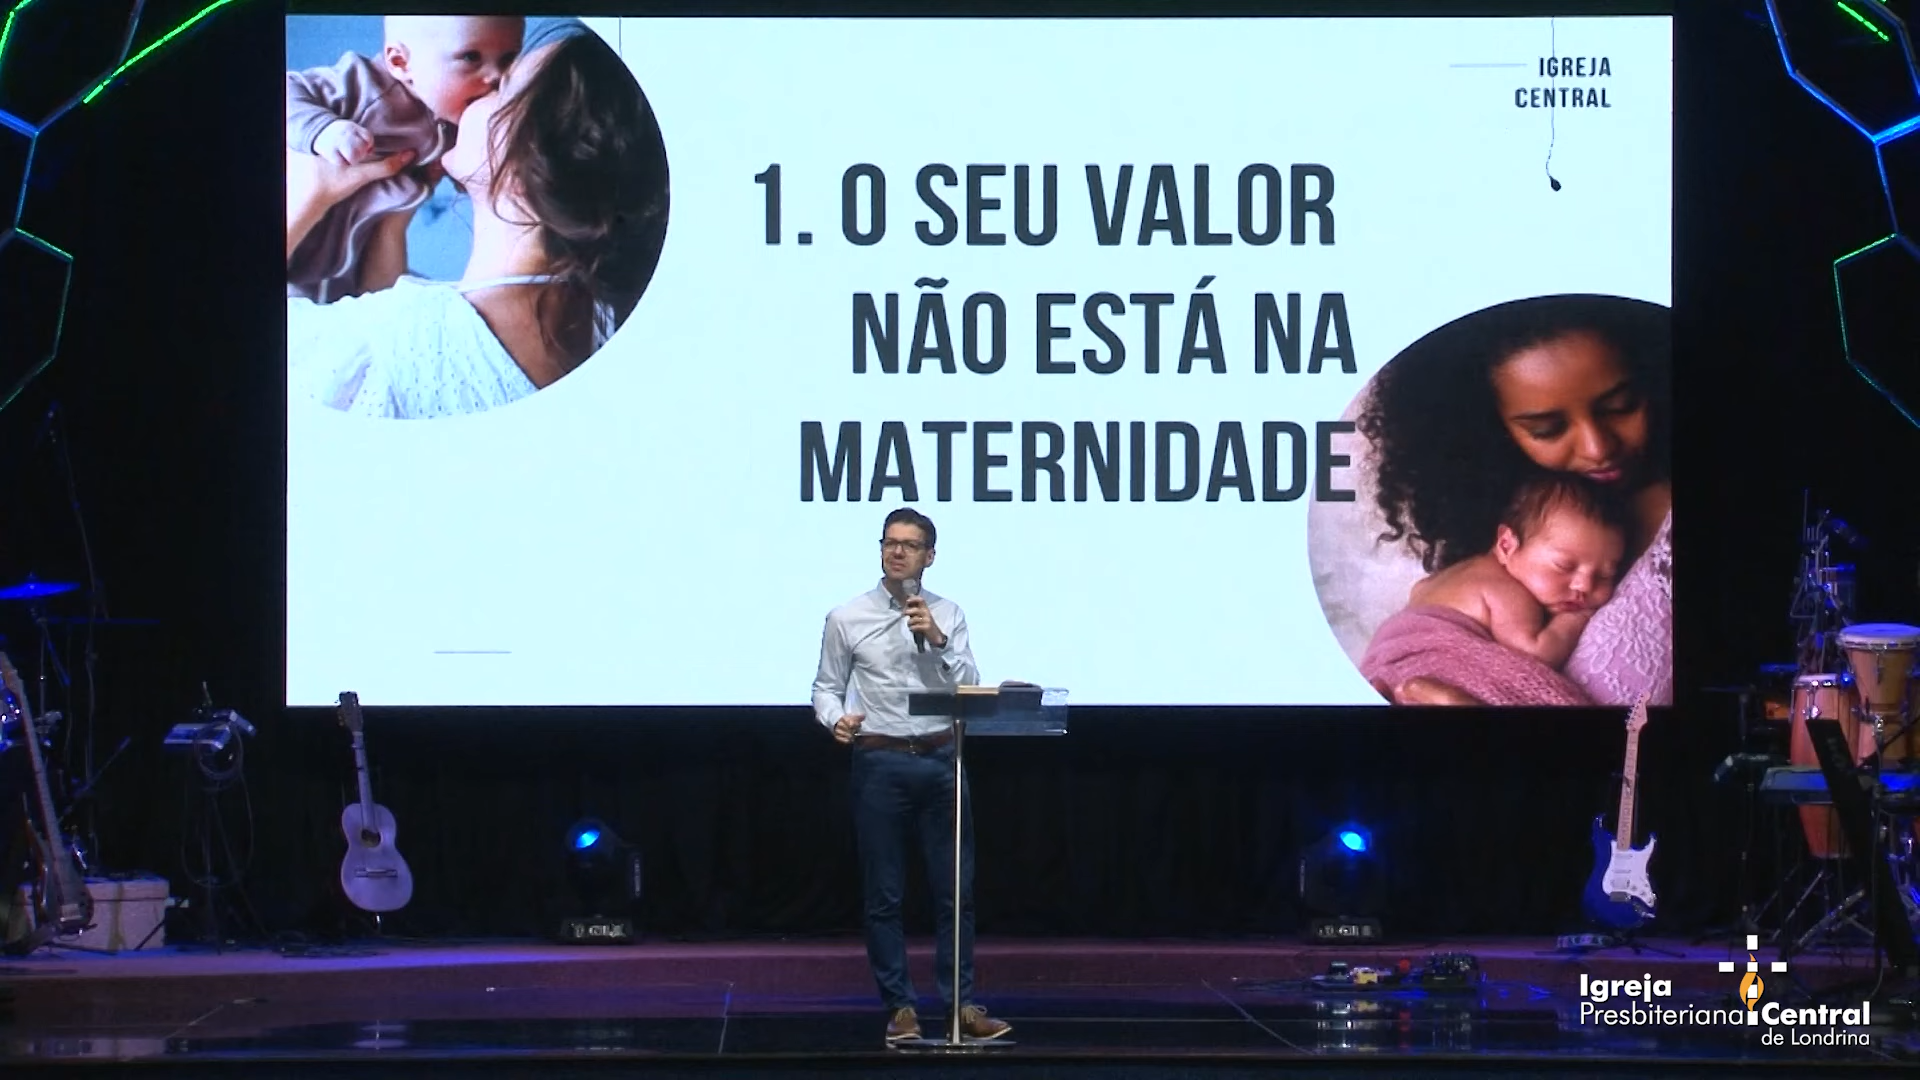 IGREJA
CENTRAL
1. O SEU VALOR
NÃO ESTÁ NA
MATERNIDADE
Igreja
Presbiteriana Central
de Londrina